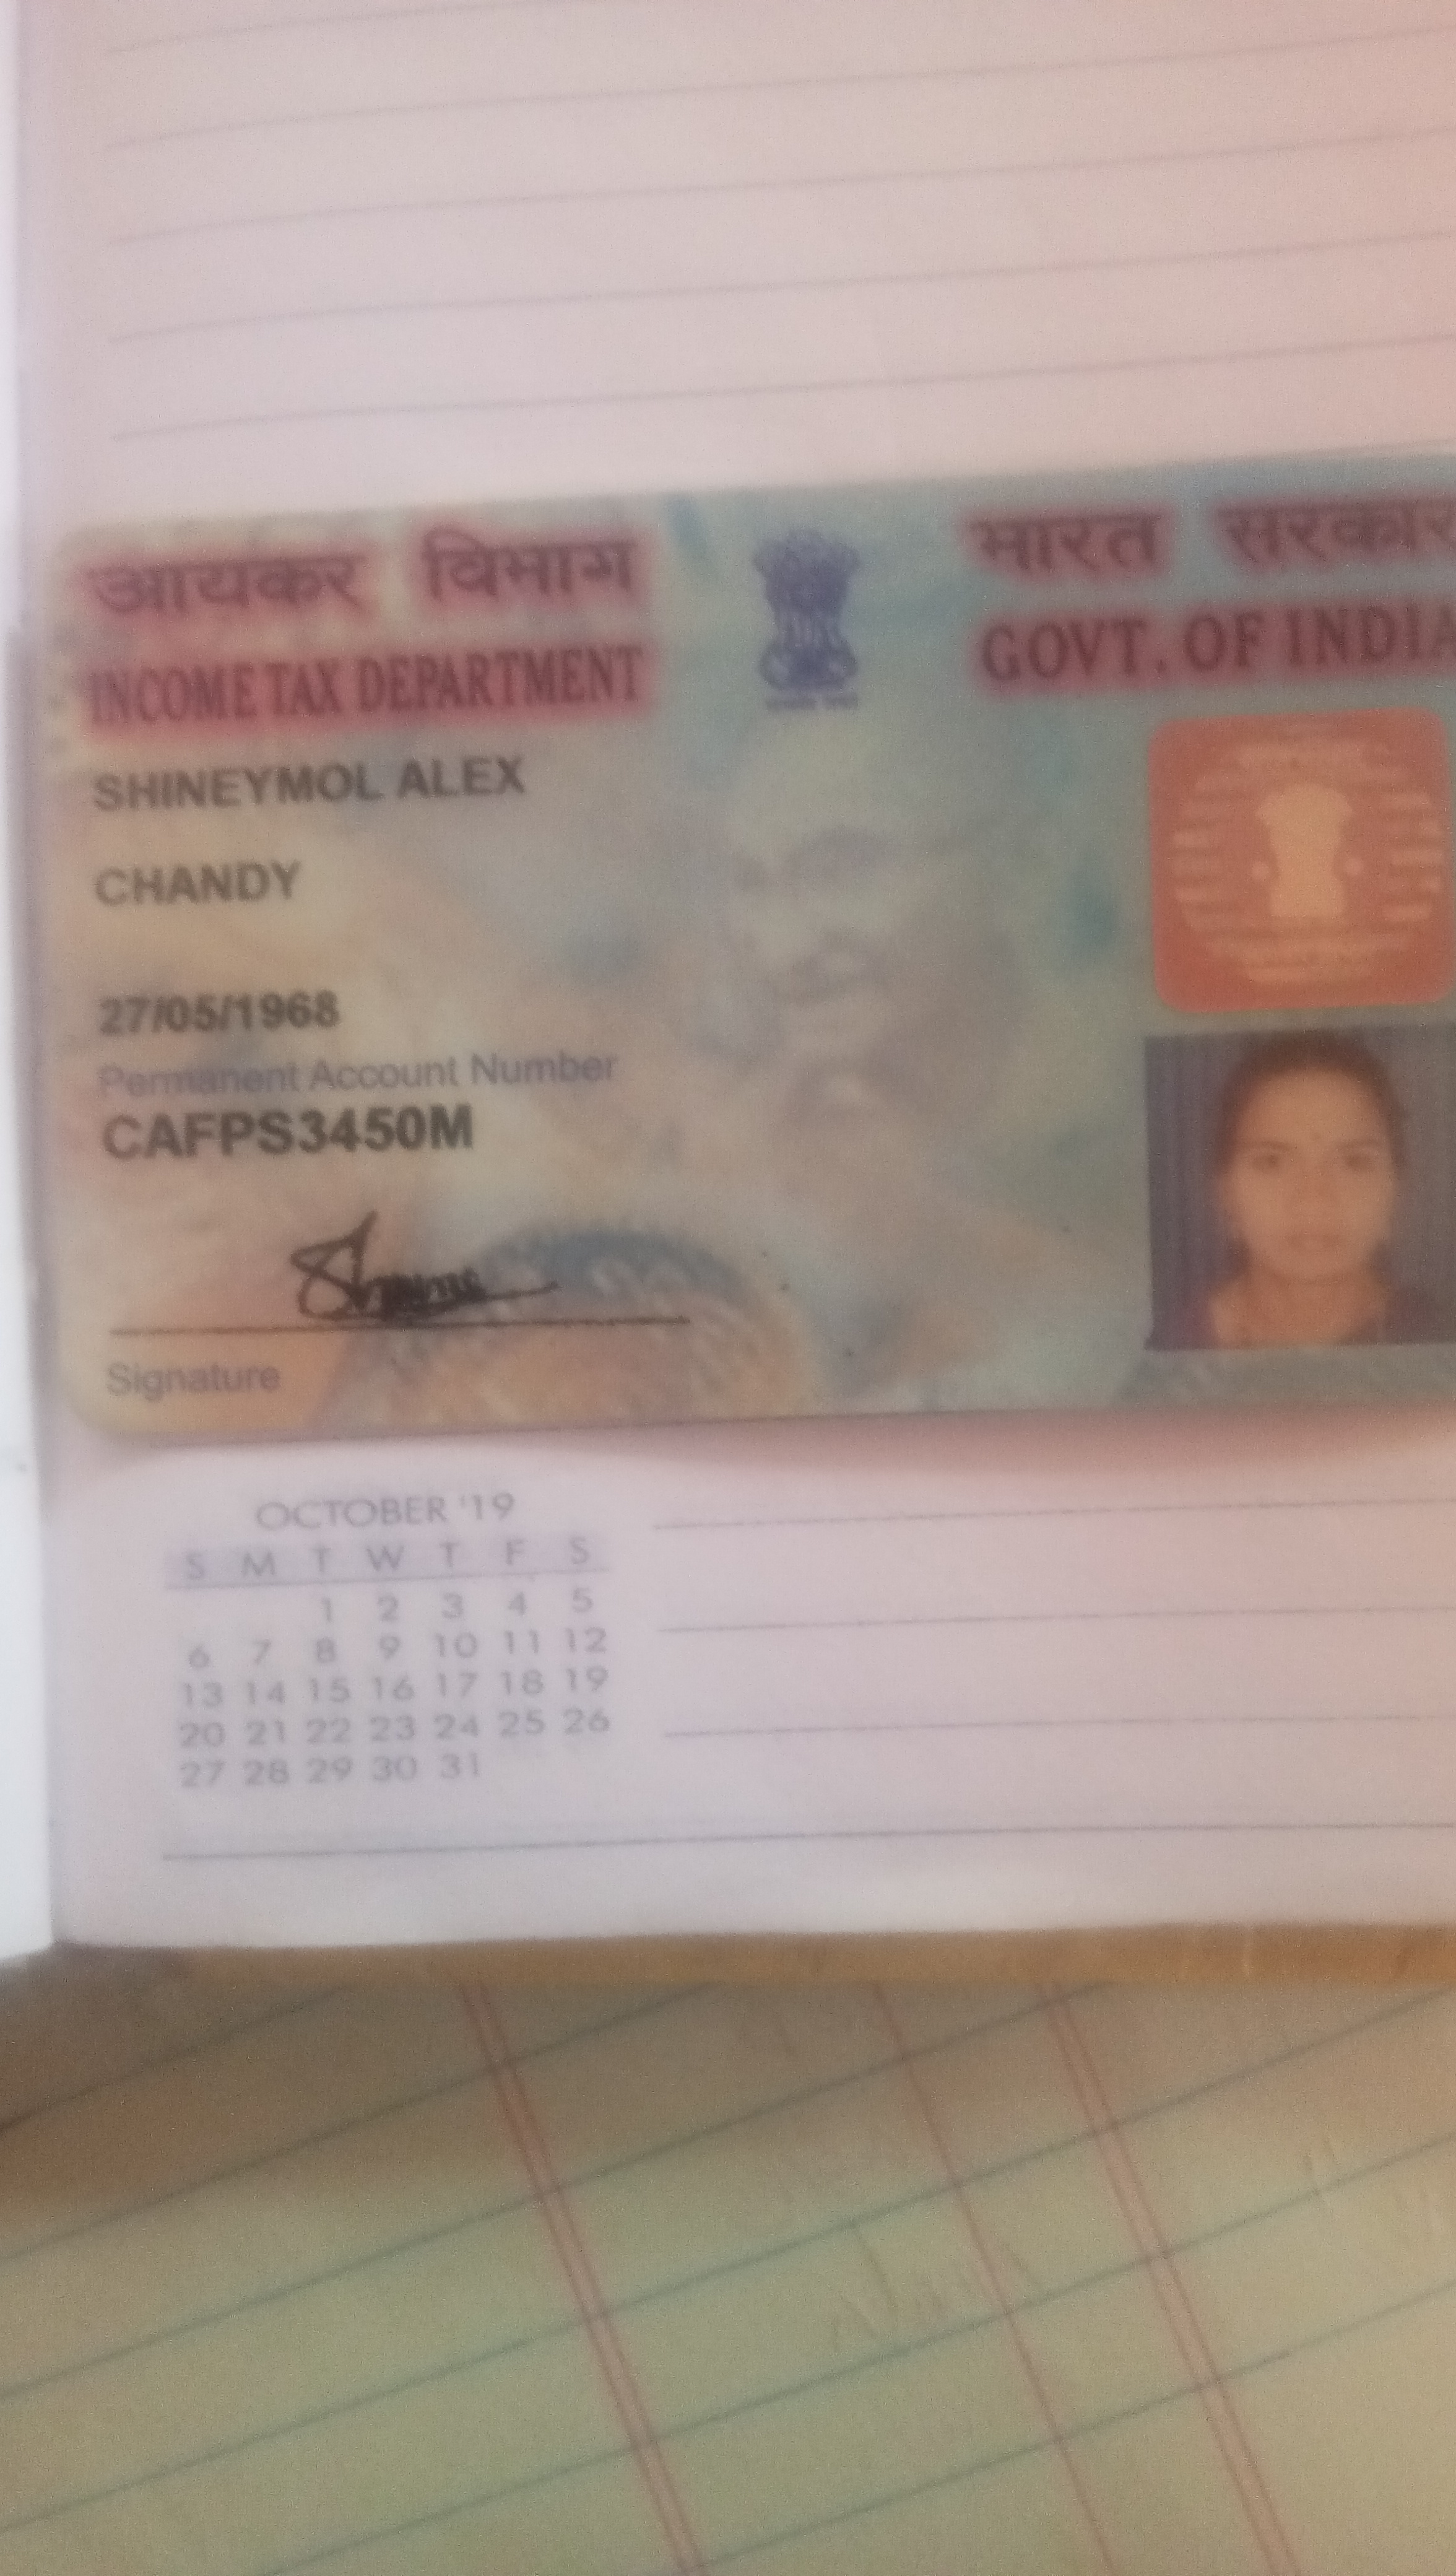 आयकर विभाग
INCOME TAX DEPARTMENT
भारत सरकार
GOVT. OF INDIA
SHINEYMOL ALEX
CHANDY
27/05/1968
Permanent Account Number
CAFPS3450M
Signature
OCTOBER '19
S M T W T F S
1 2 3 4 5
6 7 8 9 10 11 12
13 14 15 16 17 18 19
20 21 22 23 24 25 26
27 28 29 30 31